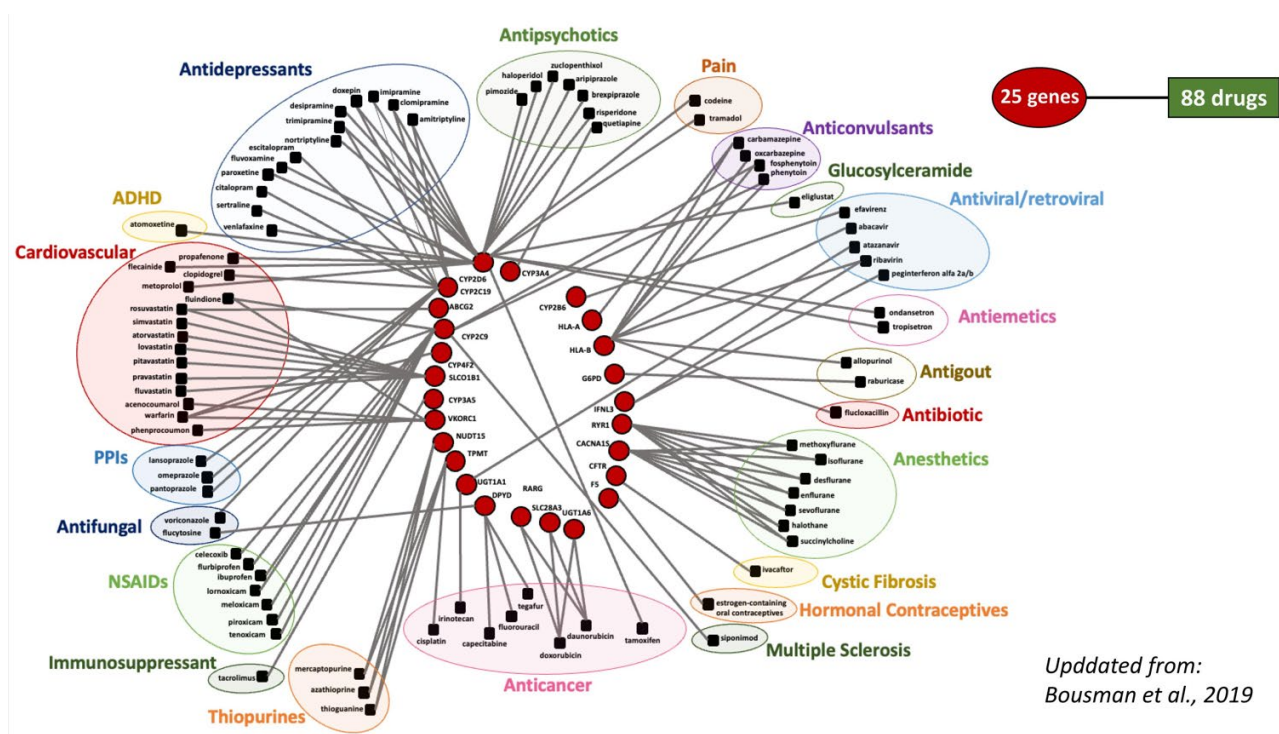 Antipsychotics
zuclopenthixol
haloperidol
aripiprazole
pimozide
brexpiprazole
risperidone
quetiapine
Antidepressants
doxepin
imipramine
desipramine
clomipramine
trimipramine
amitriptyline
nortriptyline
escitalopram
fluvoxamine
paroxetine
citalopram
sertraline
venlafaxine
Pain
codeine
tramadol
25 genes
88 drugs
Anticonvulsants
carbamazepine
oxcarbazepine
fosphenytoin
phenytoin
Glucosylceramide
eliglustat
Antiviral/retroviral
efavirenz
abacavir
atazanavir
ribavirin
peginterferon alfa 2a/b
ADHD
atomoxetine
Cardiovascular
propafenone
flecainide
clopidogrel
metoprolol
fluindione
rosuvastatin
simvastatin
atorvastatin
lovastatin
pitavastatin
pravastatin
fluvastatin
acenocoumarol
warfarin
phenprocoumon
CYP2D6
CYP3A4
CYP2C19
ABCG2
CYP2C9
CYP4F2
SLCO1B1
CYP3A5
VKORC1
NUDT15
TPMT
UGT1A1
DPYD
RARG
SLC28A3
UGT1A6
CYP2B6
HLA-A
HLA-B
G6PD
IFNL3
RYR1
CACNA1S
CFTR
F5
Antiemetics
ondansetron
tropisetron
Antigout
allopurinol
raburicase
Antibiotic
flucloxacillin
Anesthetics
methoxyflurane
isoflurane
desflurane
enflurane
sevoflurane
halothane
succinylcholine
PPIs
lansoprazole
omeprazole
pantoprazole
Antifungal
voriconazole
flucytosine
NSAIDs
celecoxib
flurbiprofen
ibuprofen
lornoxicam
meloxicam
piroxicam
tenoxicam
Immunosuppressant
tacrolimus
Thiopurines
mercaptopurine
azathioprine
thioguanine
tegafur
irinotecan
fluorouracil
cisplatin
capecitabine
daunorubicin
doxorubicin
tamoxifen
Anticancer
ivacaftor
Cystic Fibrosis
estrogen-containing
oral contraceptives
Hormonal Contraceptives
siponimod
Multiple Sclerosis
Upddated from:
Bousman et al., 2019